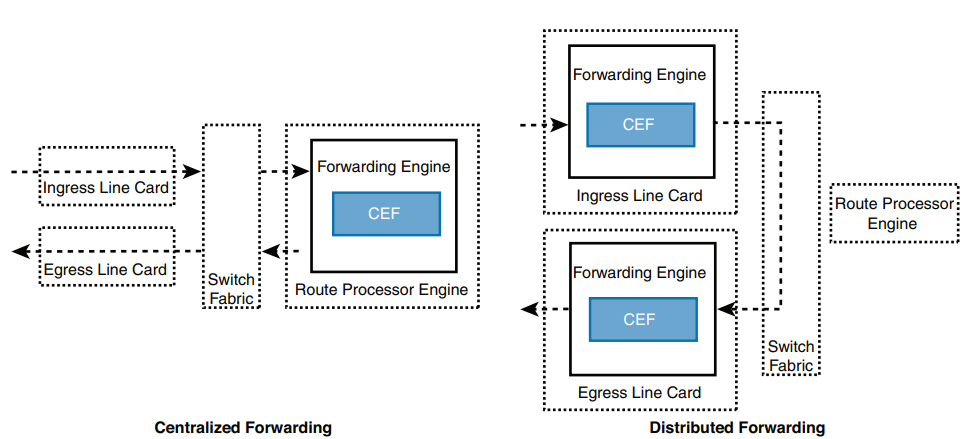 Ingress Line Card
Egress Line Card
Switch
Fabric
Forwarding Engine
CEF
Route Processor Engine
Centralized Forwarding
Forwarding Engine
CEF
Ingress Line Card
Forwarding Engine
CEF
Egress Line Card
Switch
Fabric
Route Processor
Engine
Distributed Forwarding